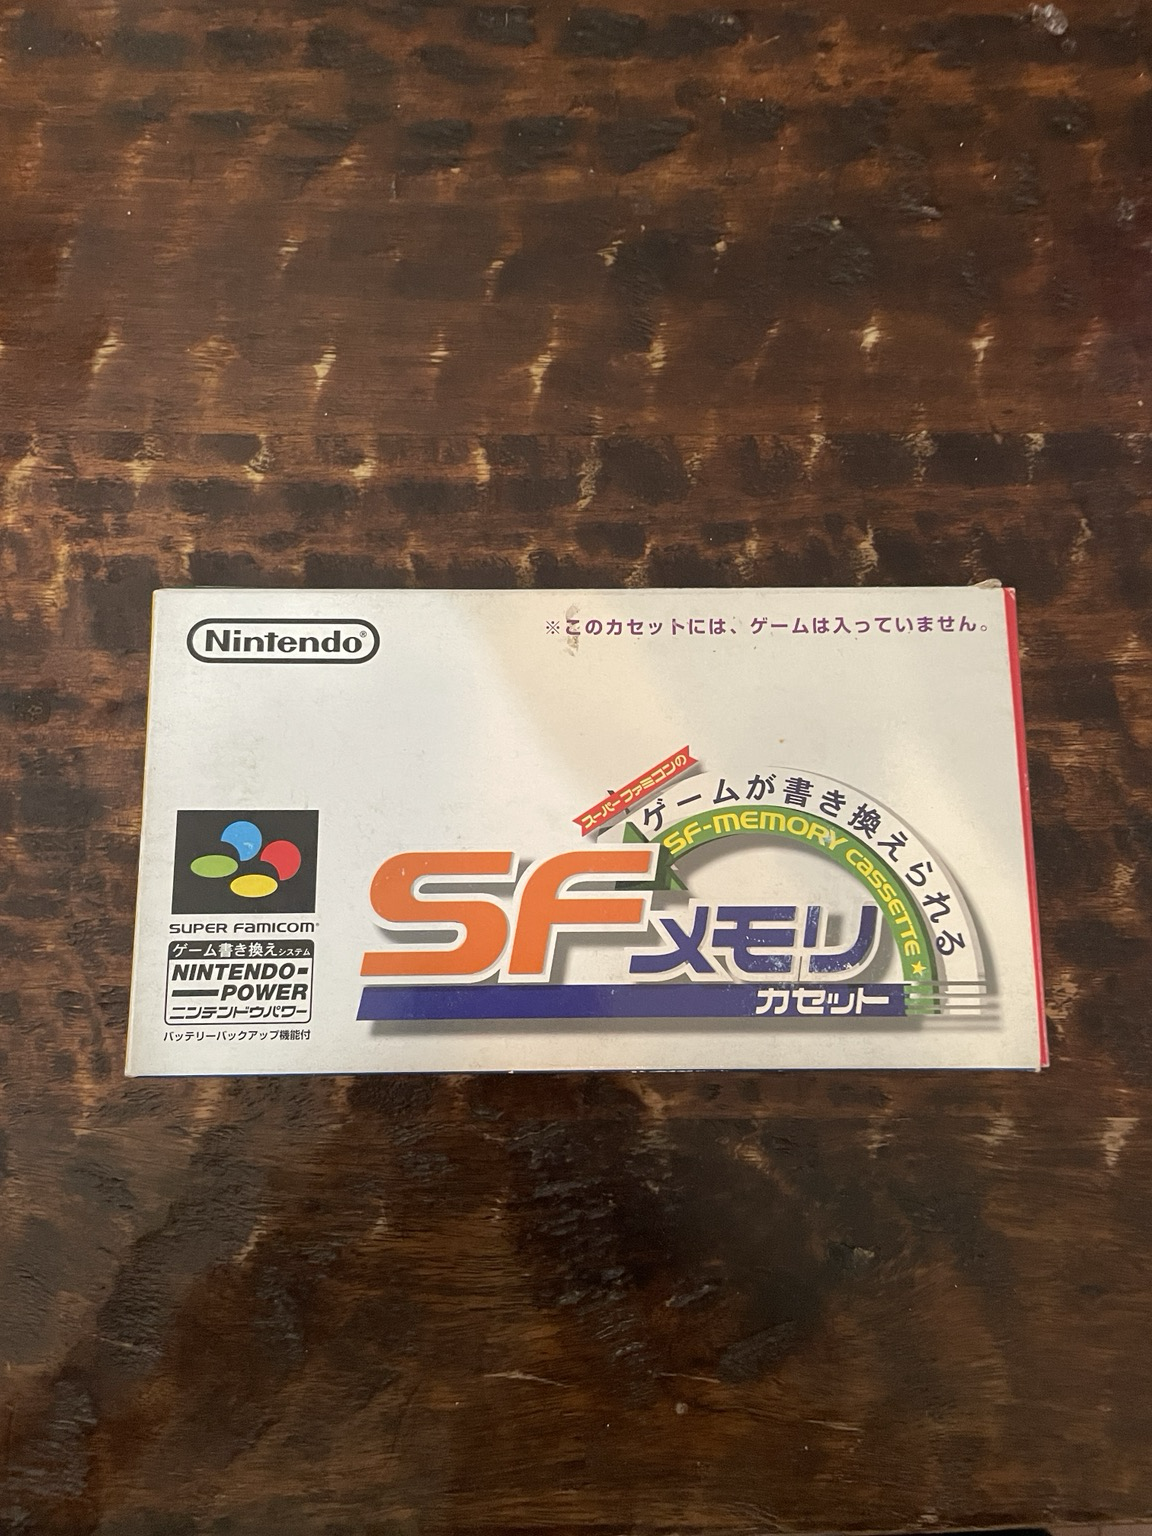 Nintendo®
※このカセットには、ゲームは入っていません。
スーパーファミコンの
ゲームが書き換えられる
SF-MEMORY CASSETTE★
SFメモリ
カセット
SUPER FAMICOM®
ゲーム書き換えシステム
NINTENDO-
POWER
ニンテンドウパワー
バッテリーバックアップ機能付